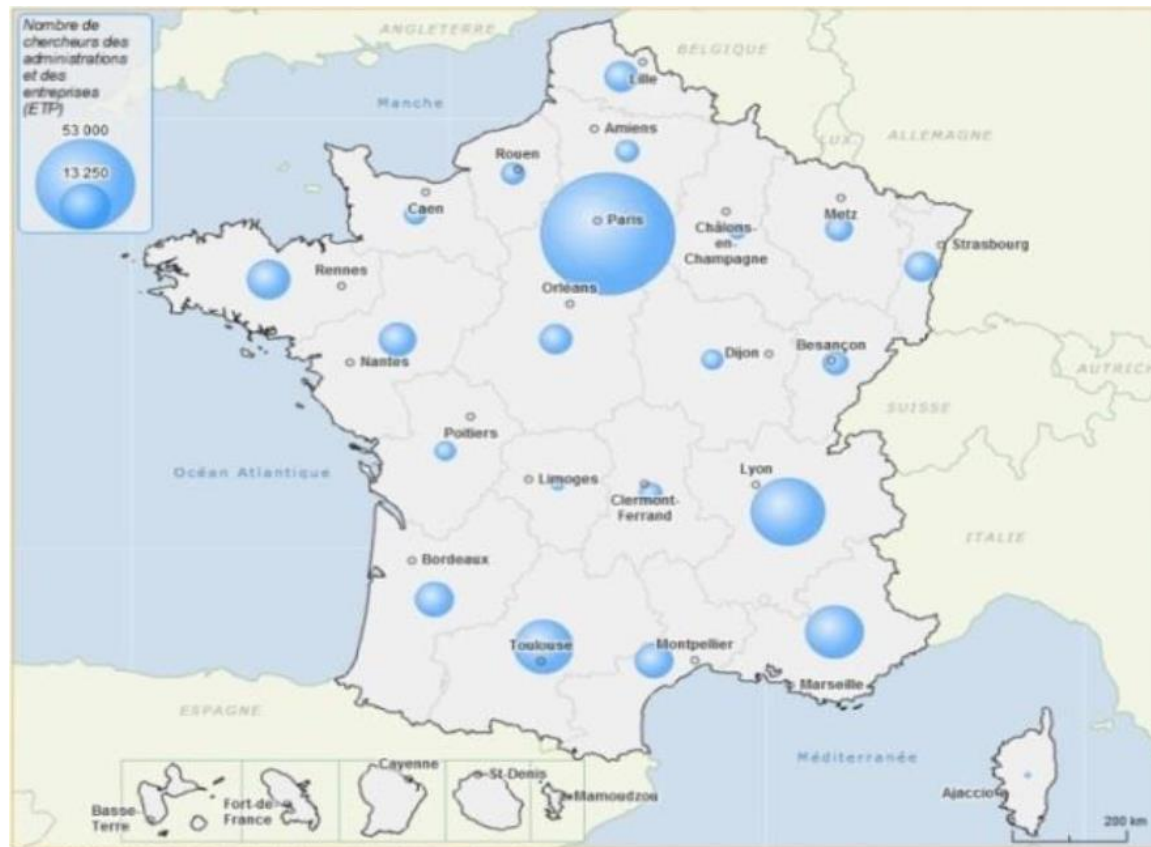 Nombre de
chercheurs des
administrations
et des
entreprises
(ETP)
53 000
13 250
ANGLETERRE
BELGIQUE
Manche
Lille
ALLEMAGNE
LUX.
Amiens
Rouen
Caen
Paris
Metz
Châlons-
en-
Champagne
Strasbourg
Rennes
Orléans
Nantes
Dijon
Besançon
AUTRICH
SUISSE
Poitiers
Océan Atlantique
Limoges
Clermont-
Ferrand
Lyon
ITALIE
Bordeaux
Toulouse
Montpellier
Marseille
ESPAGNE
Méditerranée
Cayenne
St-Denis
Mamoudzou
Basse-
Terre
Fort-de-
France
Ajaccio
200 km